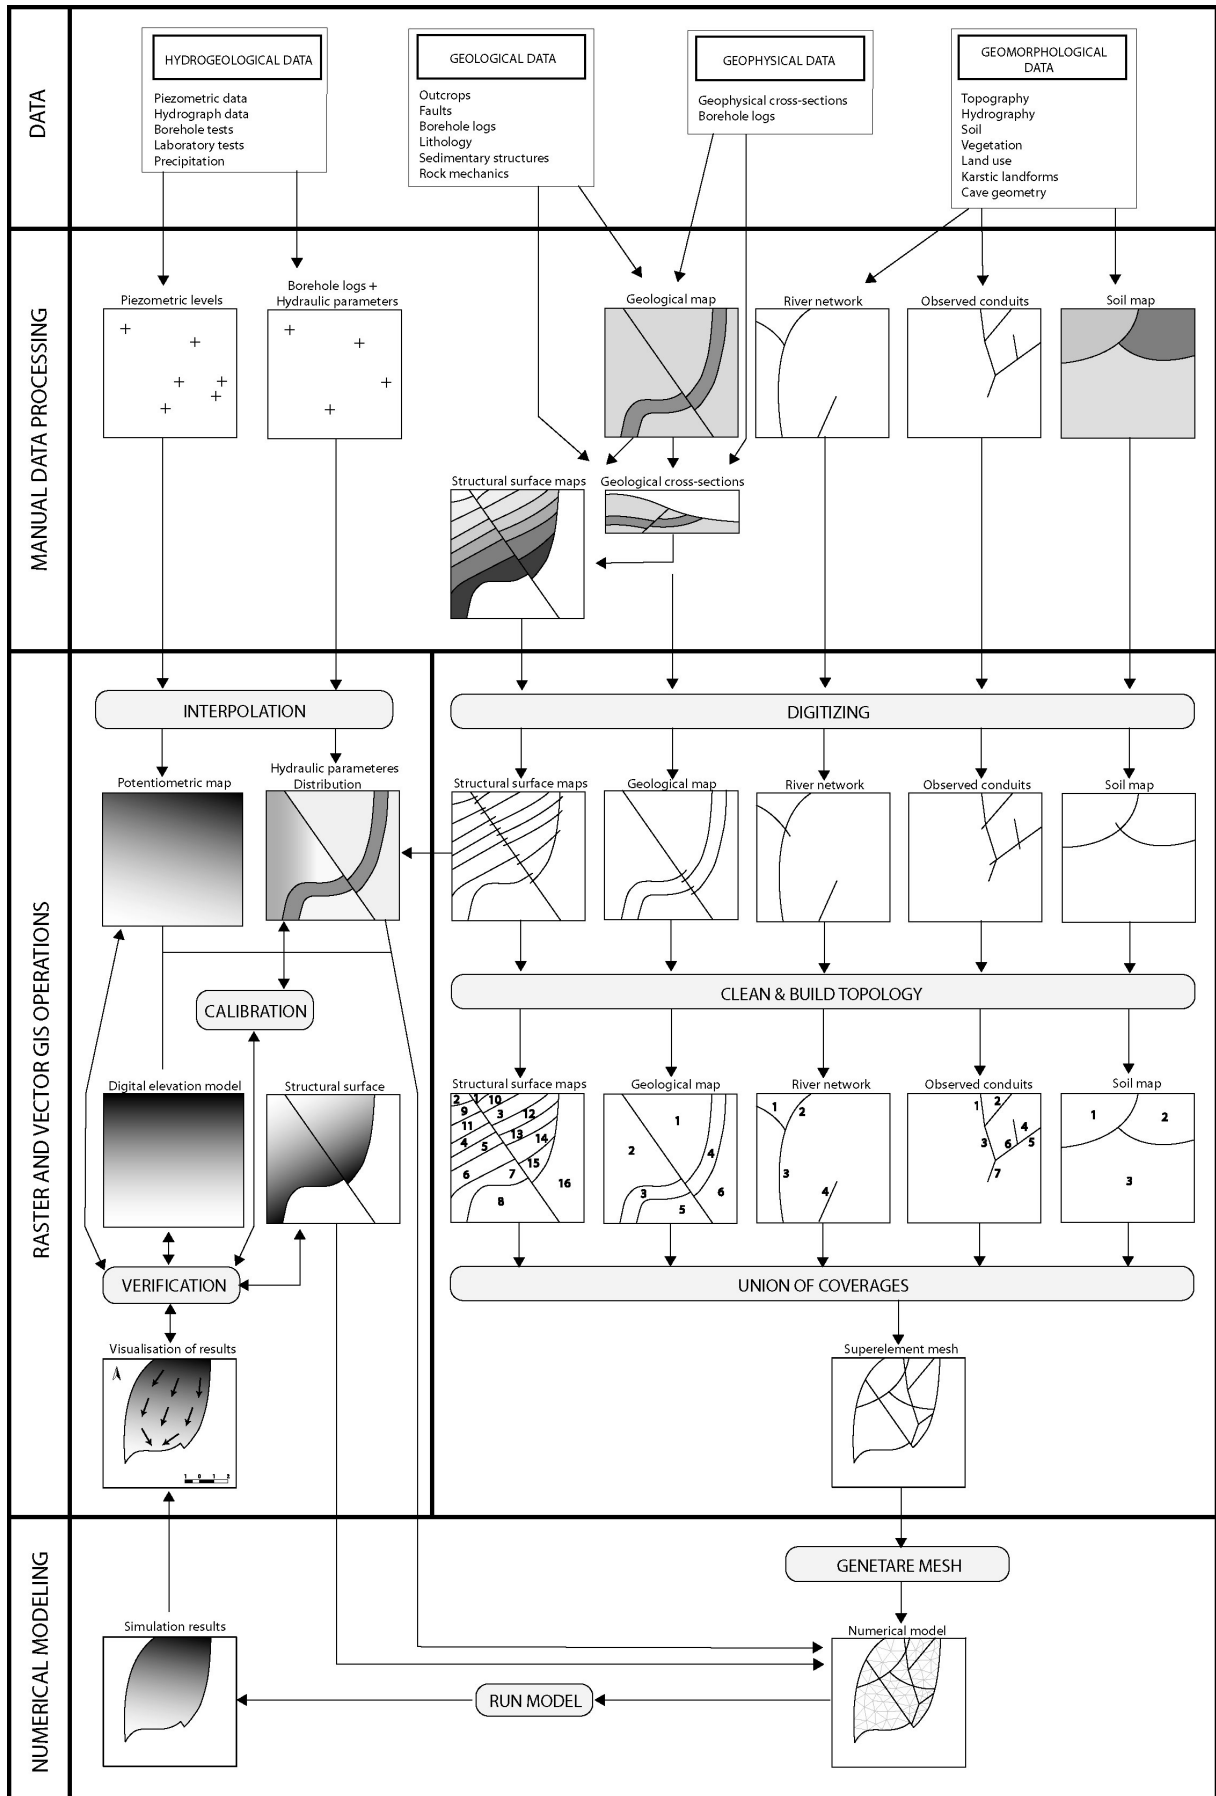 DATA
HYDROGEOLOGICAL DATA
Piezometric data
Hydrograph data
Borehole tests
Laboratory tests
Precipitation
GEOLOGICAL DATA
Outcrops
Faults
Borehole logs
Lithology
Sedimentary structures
Rock mechanics
GEOPHYSICAL DATA
Geophysical cross-sections
Borehole logs
GEOMORPHOLOGICAL
DATA
Topography
Hydrography
Soil
Vegetation
Land use
Karstic landforms
Cave geometry
MANUAL DATA PROCESSING
Piezometric levels
Borehole logs +
Hydraulic parameters
Geological map
River network
Observed conduits
Soil map
Structural surface maps
Geological cross-sections
RASTER AND VECTOR GIS OPERATIONS
INTERPOLATION
Potentiometric map
Hydraulic parameteres
Distribution
CALIBRATION
Digital elevation model
Structural surface
VERIFICATION
Visualisation of results
1 0 1 2
DIGITIZING
Structural surface maps
Geological map
River network
Observed conduits
Soil map
CLEAN & BUILD TOPOLOGY
Structural surface maps
2 1 10
9 3 12
11 13
4 5 14
6 7 15
8 16
Geological map
1
2 4
3 5 6
River network
1 2
3 4
Observed conduits
1 2
3 6 4 5
7
Soil map
1 2
3
UNION OF COVERAGES
Superelement mesh
NUMERICAL MODELING
GENETARE MESH
Numerical model
RUN MODEL
Simulation results